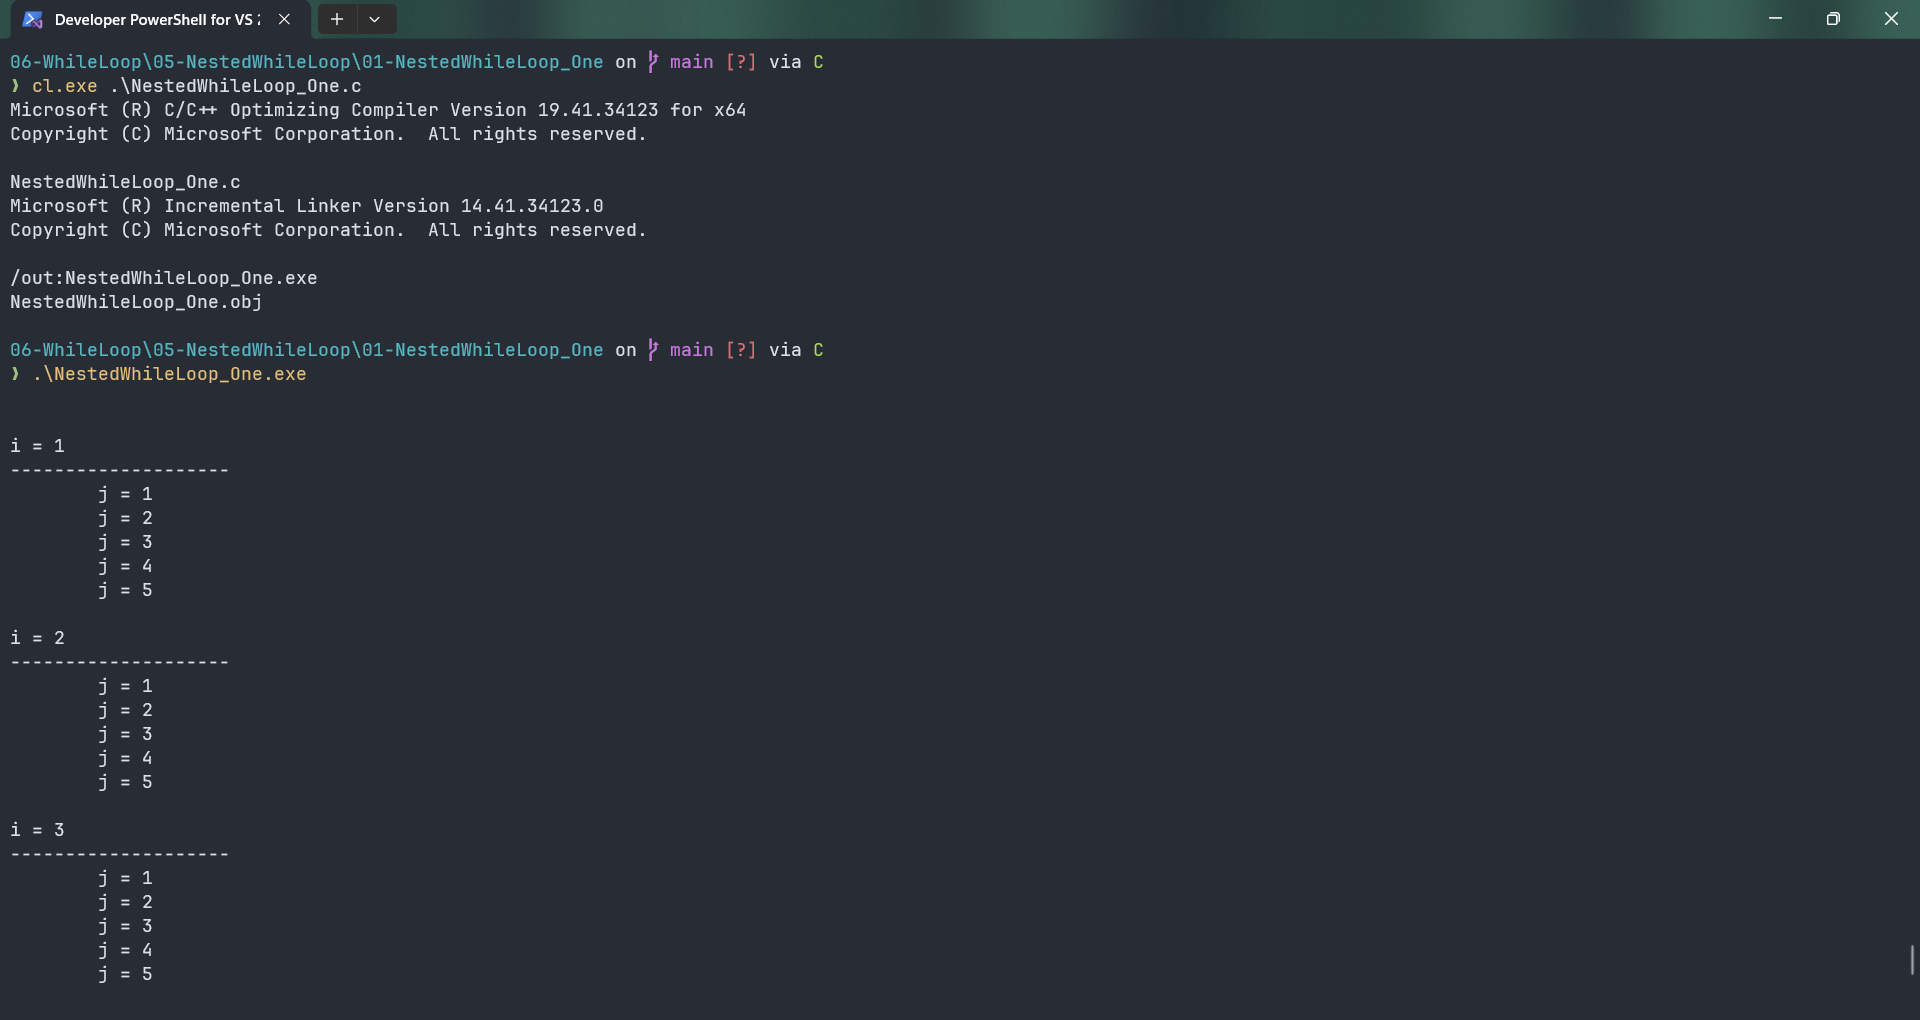 Developer PowerShell for VS 2
06-WhileLoop\05-NestedWhileLoop\01-NestedWhileLoop_One on main [?] via C
❯ cl.exe .\NestedWhileLoop_One.c
Microsoft (R) C/C++ Optimizing Compiler Version 19.41.34123 for x64
Copyright (C) Microsoft Corporation.  All rights reserved.

NestedWhileLoop_One.c
Microsoft (R) Incremental Linker Version 14.41.34123.0
Copyright (C) Microsoft Corporation.  All rights reserved.

/out:NestedWhileLoop_One.exe
NestedWhileLoop_One.obj

06-WhileLoop\05-NestedWhileLoop\01-NestedWhileLoop_One on main [?] via C
❯ .\NestedWhileLoop_One.exe

i = 1
--------------------
        j = 1
        j = 2
        j = 3
        j = 4
        j = 5

i = 2
--------------------
        j = 1
        j = 2
        j = 3
        j = 4
        j = 5

i = 3
--------------------
        j = 1
        j = 2
        j = 3
        j = 4
        j = 5